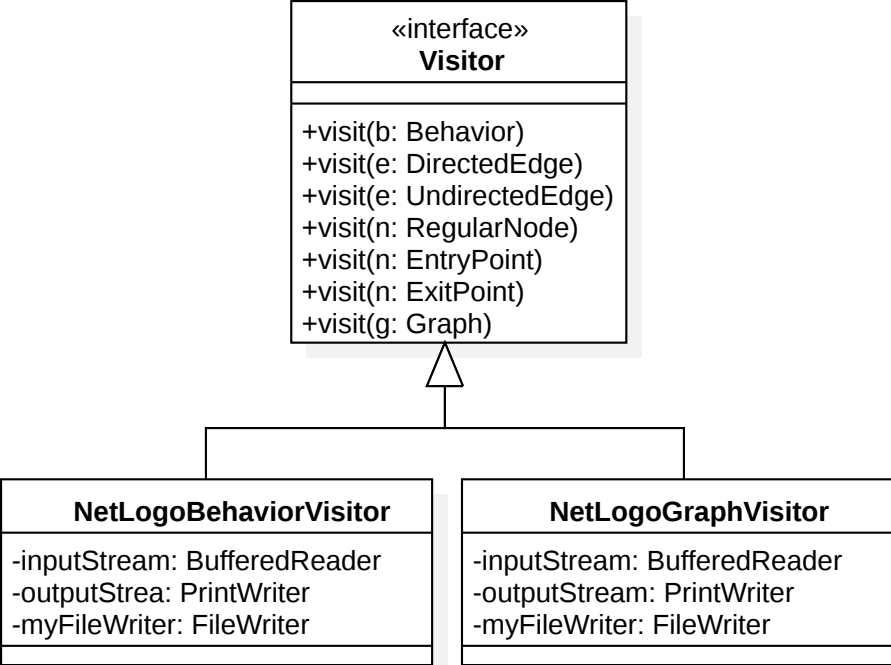 «interface»
Visitor
+visit(b: Behavior)
+visit(e: DirectedEdge)
+visit(e: UndirectedEdge)
+visit(n: RegularNode)
+visit(n: EntryPoint)
+visit(n: ExitPoint)
+visit(g: Graph)
NetLogoBehaviorVisitor
-inputStream: BufferedReader
-outputStrea: PrintWriter
-myFileWriter: FileWriter
NetLogoGraphVisitor
-inputStream: BufferedReader
-outputStream: PrintWriter
-myFileWriter: FileWriter